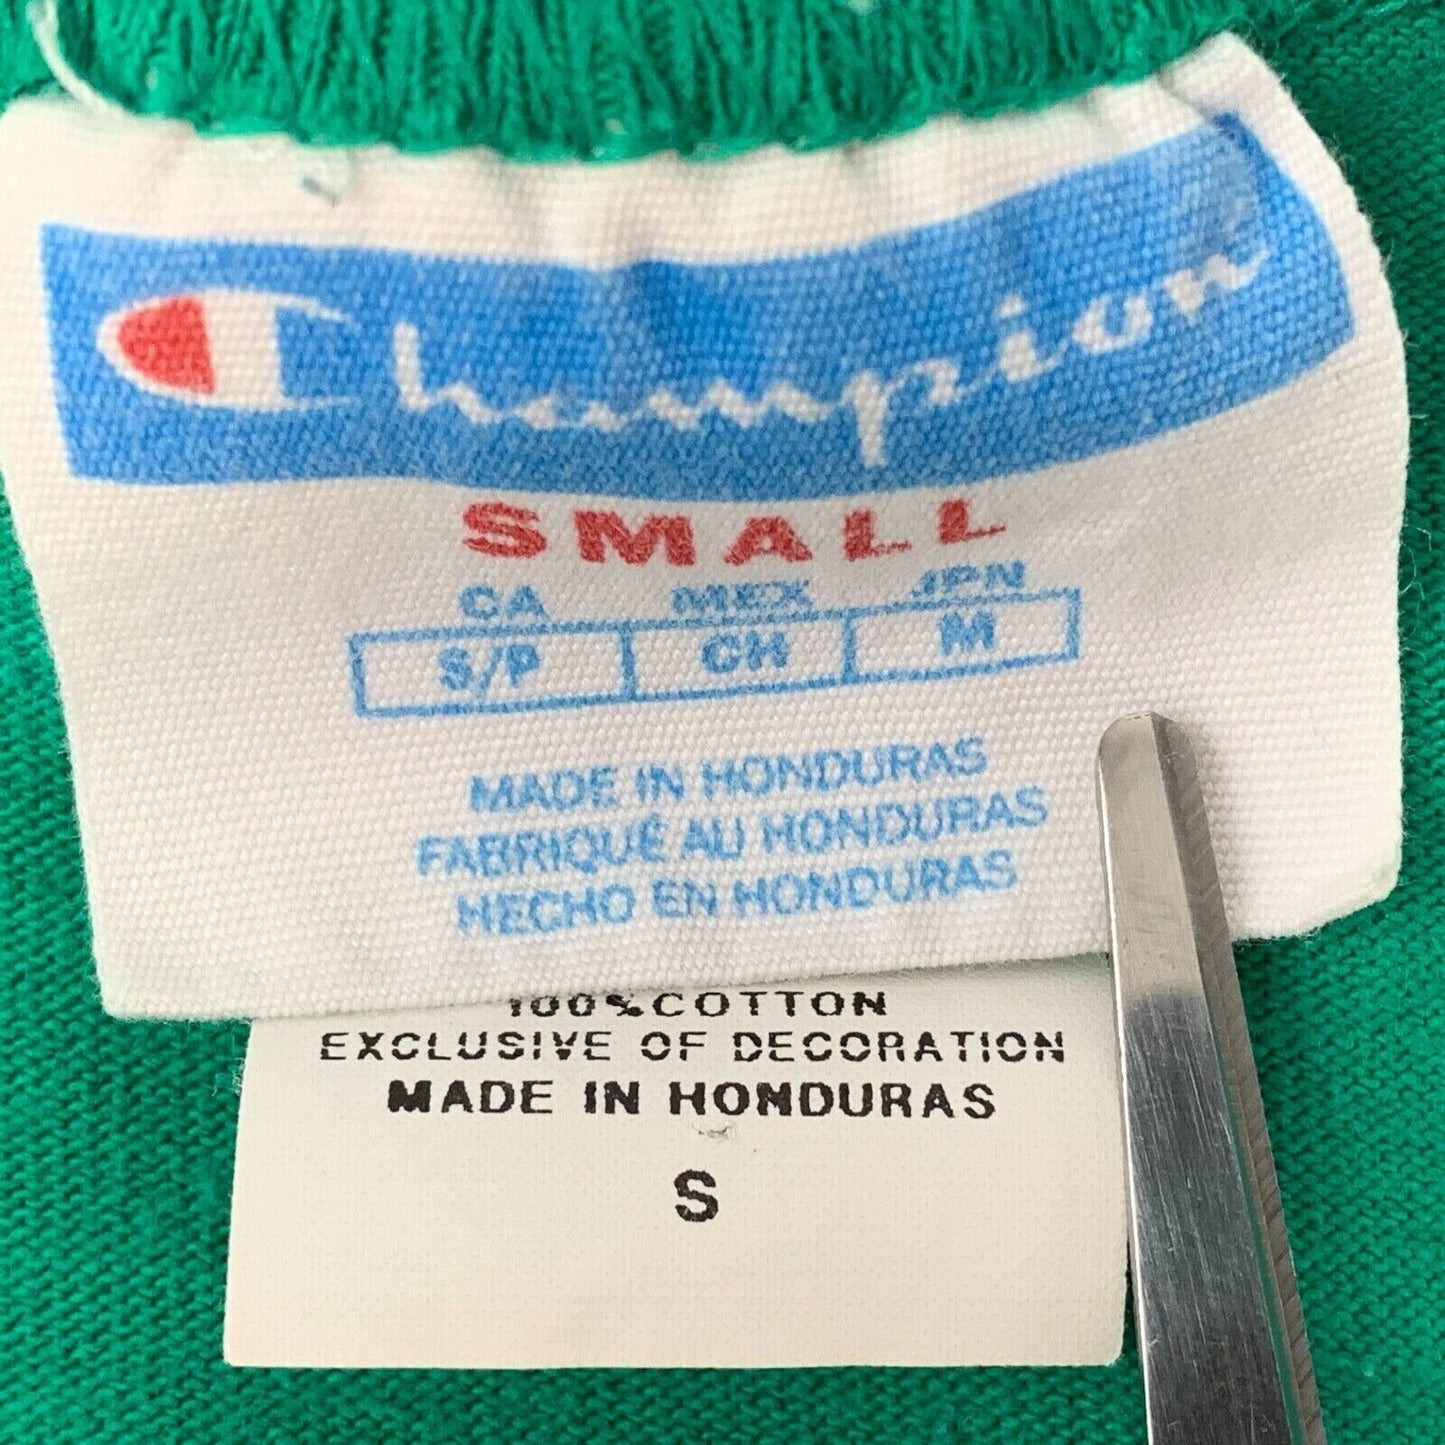 Champion
SMALL
CA MEX JPN
S/P CH M
MADE IN HONDURAS
FABRIQUÉ AU HONDURAS
HECHO EN HONDURAS
100%COTTON
EXCLUSIVE OF DECORATION
MADE IN HONDURAS
S